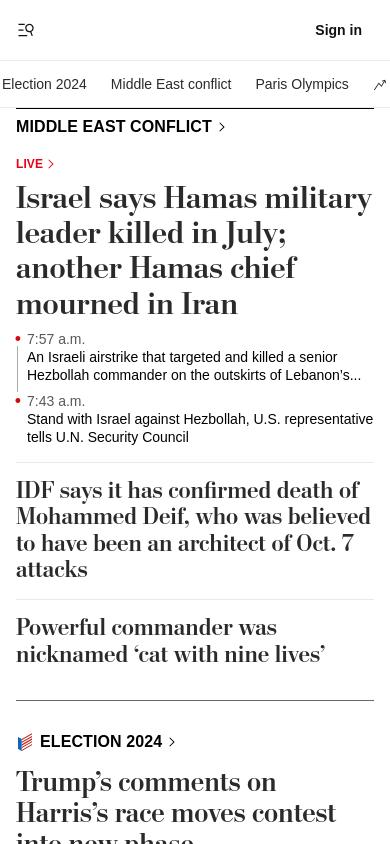 Sign in
Election 2024 Middle East conflict Paris Olympics
MIDDLE EAST CONFLICT
LIVE
Israel says Hamas military
leader killed in July;
another Hamas chief
mourned in Iran
7:57 a.m.
An Israeli airstrike that targeted and killed a senior
Hezbollah commander on the outskirts of Lebanon’s...
7:43 a.m.
Stand with Israel against Hezbollah, U.S. representative
tells U.N. Security Council
IDF says it has confirmed death of
Mohammed Deif, who was believed
to have been an architect of Oct. 7
attacks
Powerful commander was
nicknamed ‘cat with nine lives’
ELECTION 2024
Trump’s comments on
Harris’s race moves contest
into new phase